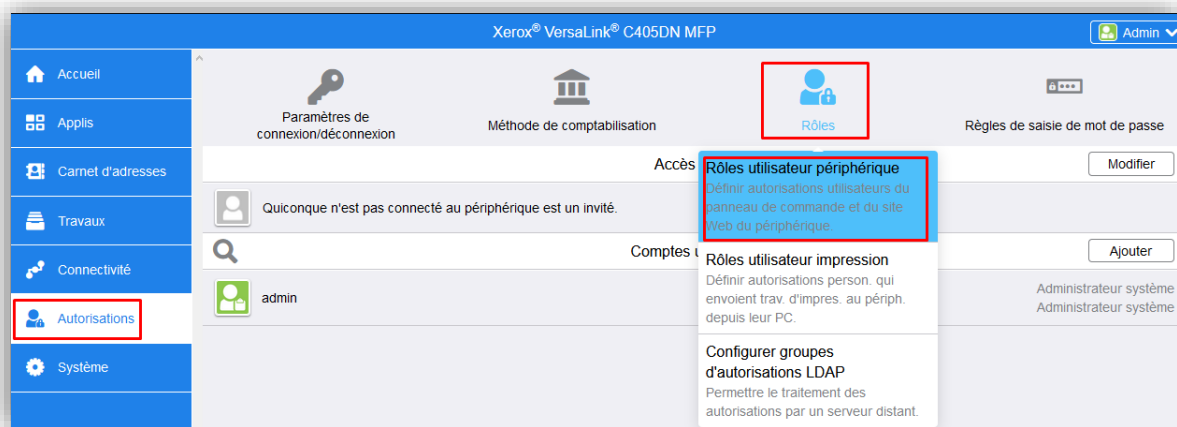 Xerox® VersaLink® C405DN MFP
Admin
Accueil
Applis
Carnet d'adresses
Travaux
Connectivité
Autorisations
Système
Paramètres de
connexion/déconnexion
Méthode de comptabilisation
Rôles
Règles de saisie de mot de passe
Accès
Modifier
Quiconque n'est pas connecté au périphérique est un invité.
Comptes u
Ajouter
admin
Administrateur système
Administrateur système
Rôles utilisateur périphérique
Définir autorisations utilisateurs du
panneau de commande et du site
Web du périphérique.
Rôles utilisateur impression
Définir autorisations person. qui
envoient trav. d'impres. au périph.
depuis leur PC.
Configurer groupes
d'autorisations LDAP
Permettre le traitement des
autorisations par un serveur distant.